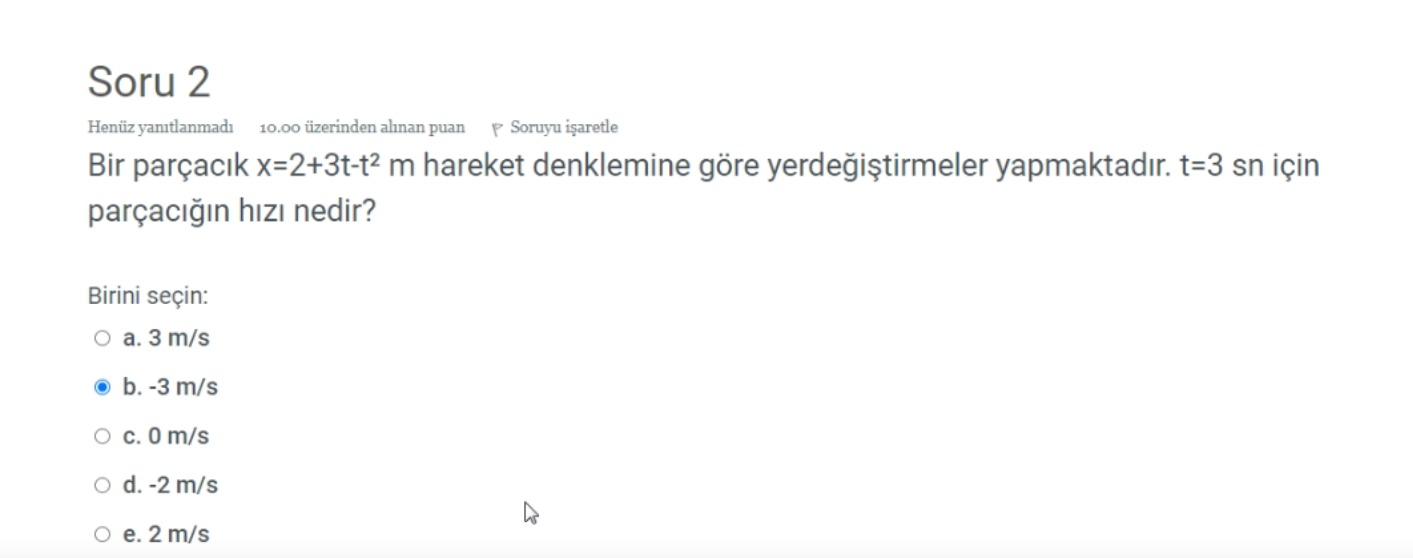 Soru 2
Henüz yanıtlanmadı 10.00 üzerinden alınan puan Soruyu işaretle
Bir parçacık x=2+3t-t² m hareket denklemine göre yerdeğiştirmeler yapmaktadır. t=3 sn için
parçacığın hızı nedir?
Birini seçin:
a. 3 m/s
b. -3 m/s
c. 0 m/s
d. -2 m/s
e. 2 m/s